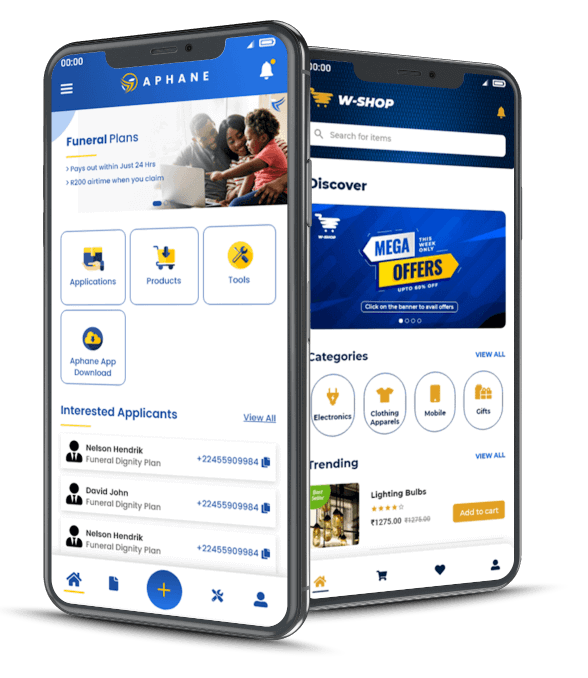 00:00
APHANE
Funeral Plans
> Pays out within Just 24 Hrs
> R200 airtime when you claim
Applications
Products
Tools
Aphane App
Download
Interested Applicants
View All
Nelson Hendrik
Funeral Dignity Plan
+22455909984
David John
Funeral Dignity Plan
+22455909984
Nelson Hendrik
Funeral Dignity Plan
+22455909984
00:00
W-SHOP
Search for items
Discover
W-SHOP
MEGA
THIS
WEEK
ONLY
OFFERS
UPTO 60% OFF
Click on the banner to avail offers
Categories
VIEW ALL
Electronics
Clothing
Apparels
Mobile
Gifts
Trending
VIEW ALL
Best
Seller
Lighting Bulbs
₹1275.00 ₹1275.00
Add to cart